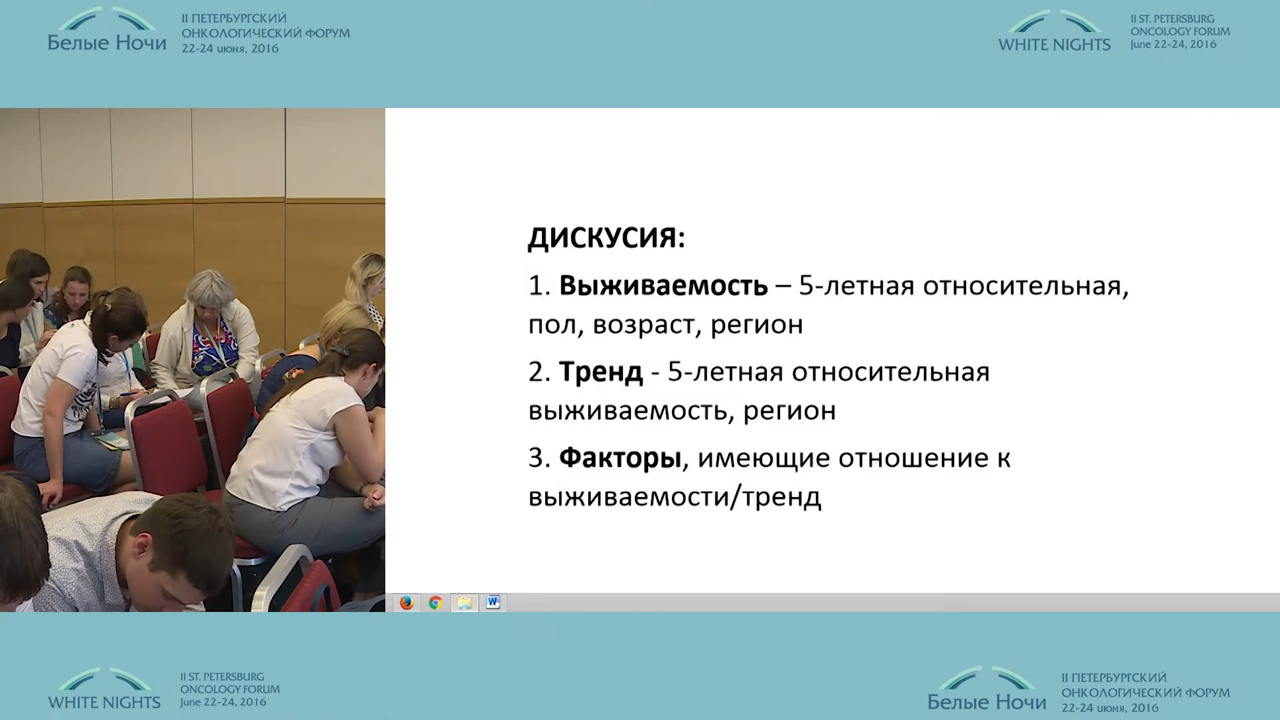 Белые Ночи
II ПЕТЕРБУРГСКИЙ
ОНКОЛОГИЧЕСКИЙ ФОРУМ
22-24 июня, 2016
WHITE NIGHTS
II ST. PETERSBURG
ONCOLOGY FORUM
June 22-24, 2016
ДИСКУСИЯ:
1. Выживаемость – 5-летная относительная,
пол, возраст, регион
2. Тренд - 5-летная относительная
выживаемость, регион
3. Факторы, имеющие отношение к
выживаемости/тренд
WHITE NIGHTS
II ST. PETERSBURG
ONCOLOGY FORUM
June 22-24, 2016
Белые Ночи
II ПЕТЕРБУРГСКИЙ
ОНКОЛОГИЧЕСКИЙ ФОРУМ
22-24 июня, 2016